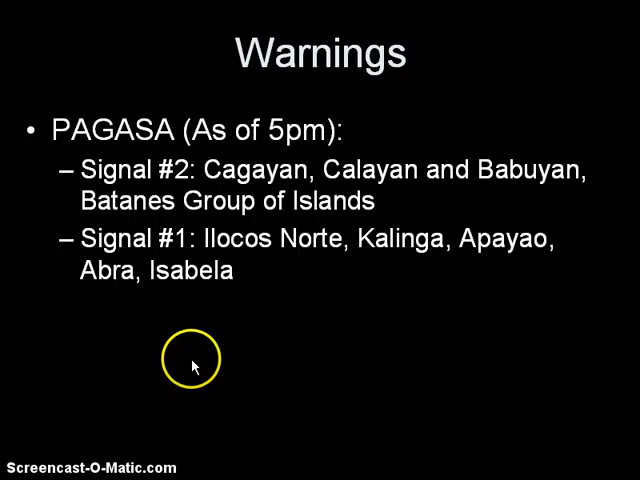 Warnings
• PAGASA (As of 5pm):
– Signal #2: Cagayan, Calayan and Babuyan,
Batanes Group of Islands
– Signal #1: Ilocos Norte, Kalinga, Apayao,
Abra, Isabela
Screencast-O-Matic.com